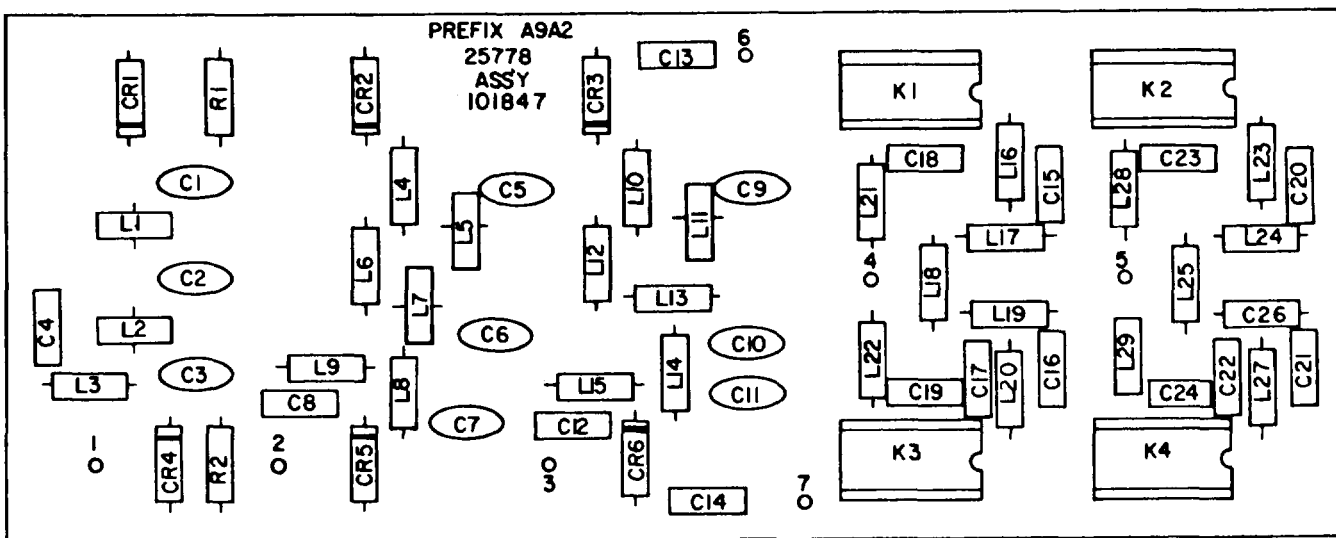 PREFIX A9A2
25778
ASS'Y
101847
CR1
R1
CR2
CR3
C13
6
K1
K2
C1
L1
C2
C4
L2
C3
L3
L4
C5
L5
L6
L7
C6
L9
C8
L8
C7
L10
C9
L11
L12
L13
C10
L14
L15
C11
C12
C18
L16
C15
L21
L17
4
L18
L19
L22
C19
C17
L20
C16
C23
L23
C20
L28
L24
5
L25
C26
L29
C24
C22
L27
C21
1
CR4
R2
2
CR5
3
CR6
C14
7
K3
K4